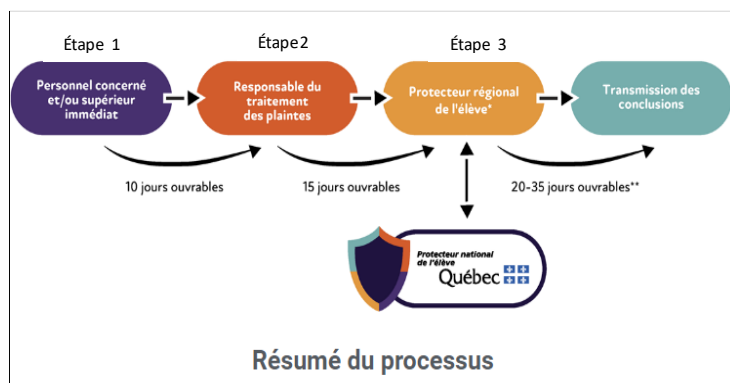 Étape 1
Étape2
Étape 3
Personnel concerné
et/ou supérieur
immédiat
Responsable du
traitement
des plaintes
Protecteur régional
de l'élève*
Transmission des
conclusions
10 jours ouvrables
15 jours ouvrables
20-35 jours ouvrables**
Protecteur national
de l'élève
Québec
Résumé du processus